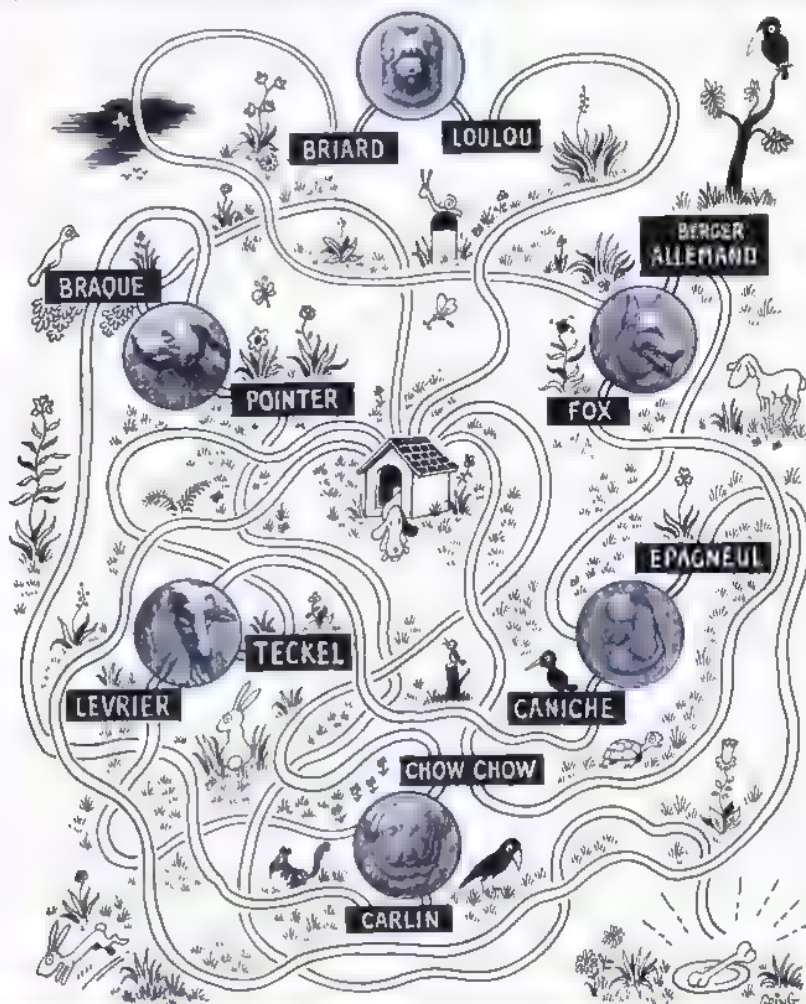 BRIARD
LOULOU
BERGER
ALLEMAND
BRAQUE
POINTER
FOX
EPAGNEUL
TECKEL
LEVRIER
CANICHE
CHOW CHOW
CARLIN